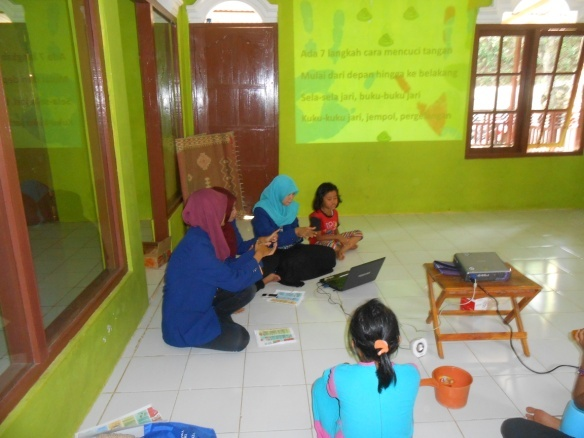 Ada 7 langkah cara mencuci tangan
Mulai dari depan hingga ke belakang
Sela-sela jari, buku-buku jari
Kuku-kuku jari, jempol, pergelangan